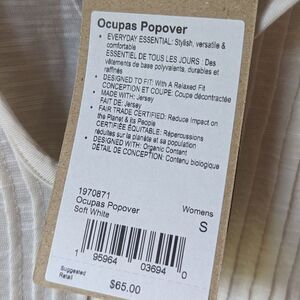 Ocupas Popover
• EVERYDAY ESSENTIAL: Stylish, versatile &
comfortable
ESSENTIEL DE TOUS LES JOURS : Des
vêtements de base polyvalents, durables et
raffinés
• DESIGNED TO FIT: With A Relaxed Fit
CONCEPTION ET COUPE: Coupe décontractée
• MADE WITH: Jersey
FAIT DE: Jersey
• FAIR TRADE CERTIFIED: Reduce impact on
the Planet & its People
CERTIFIÉE ÉQUITABLE: Répercussions
réduites sur la planète et sa population
• DESIGNED WITH: Organic Content
DÉTAIL DE CONCEPTION: Contenu biologique
1970871
Ocupas Popover Womens
Soft White S
1 95964 03694 0
Suggested
Retail $65.00